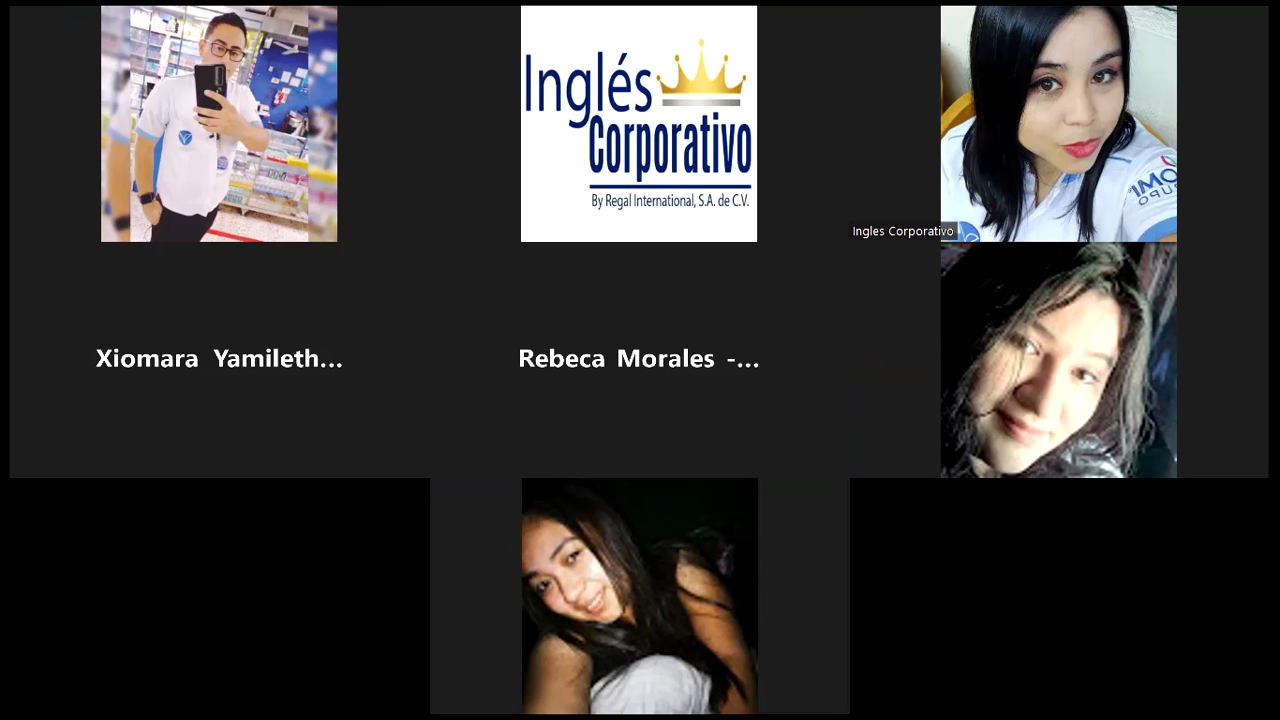 Inglés
Corporativo
By Regal International, S.A. de C.V.
Ingles Corporativo
Xiomara Yamileth...
Rebeca Morales -...